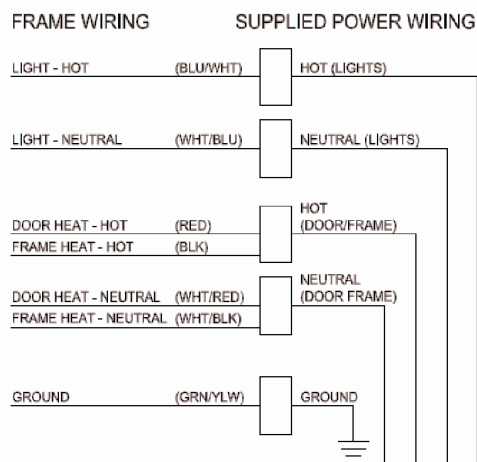 FRAME WIRING SUPPLIED POWER WIRING
LIGHT - HOT (BLU/WHT) HOT (LIGHTS)
LIGHT - NEUTRAL (WHT/BLU) NEUTRAL (LIGHTS)
HOT
DOOR HEAT - HOT (RED) (DOOR/FRAME)
FRAME HEAT - HOT (BLK)
NEUTRAL
DOOR HEAT - NEUTRAL (WHT/RED) (DOOR FRAME)
FRAME HEAT - NEUTRAL (WHT/BLK)
GROUND (GRN/YLW) GROUND